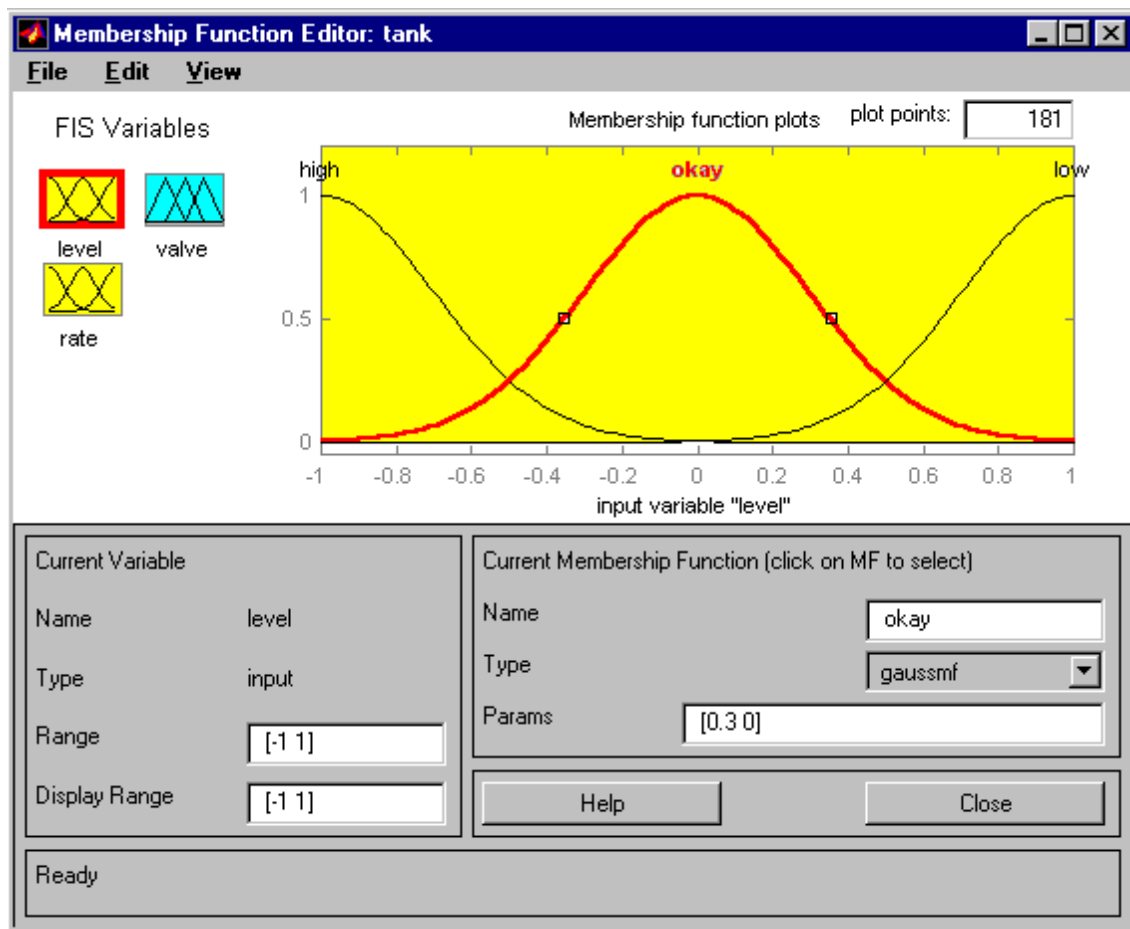 Membership Function Editor: tank
File Edit View
FIS Variables
level
valve
rate
Membership function plots plot points: 181
high okay low
1
0.5
0
-1 -0.8 -0.6 -0.4 -0.2 0 0.2 0.4 0.6 0.8 1
input variable "level"
Current Variable
Name level
Type input
Range [-1 1]
Display Range [-1 1]
Current Membership Function (click on MF to select)
Name okay
Type gaussmf
Params [0.3 0]
Help Close
Ready